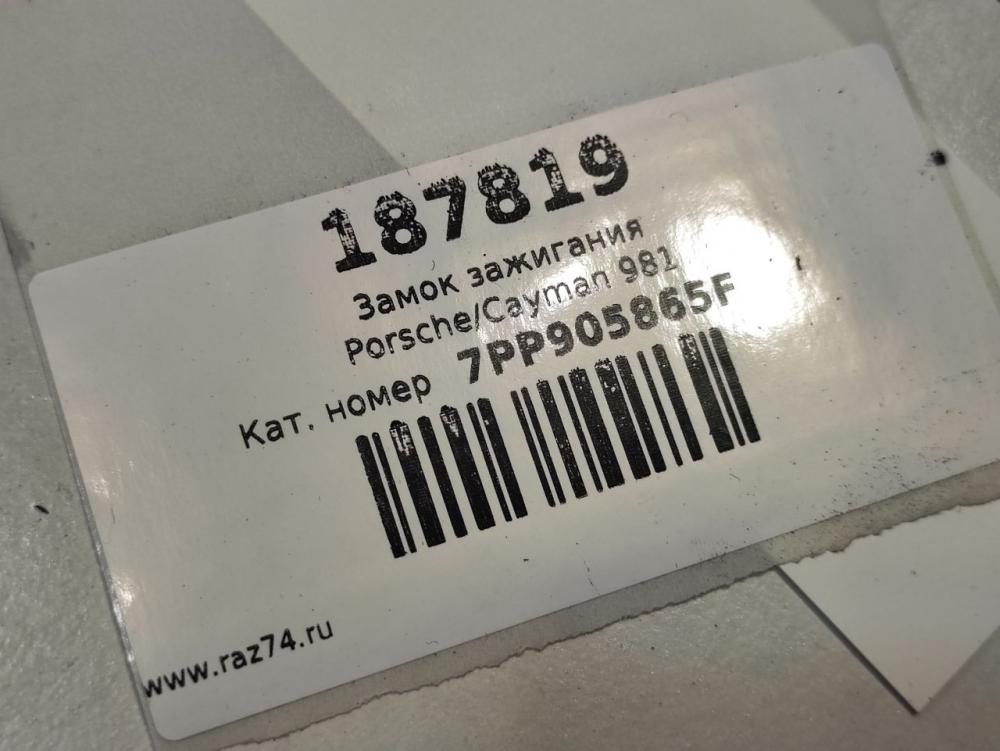 187819
Замок зажигания
Porsche/Cayman 981
Кат. номер 7PP905865F
www.raz74.ru